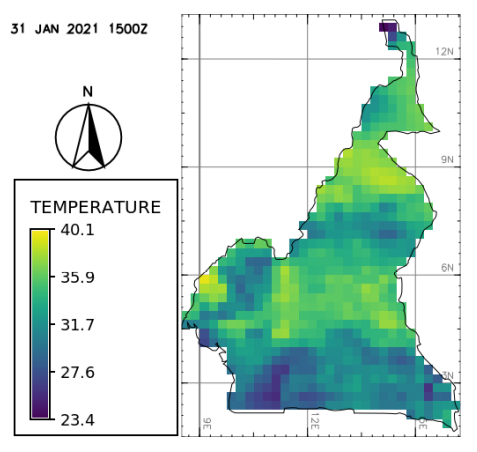 31 JAN 2021 1500Z
N
TEMPERATURE
40.1
35.9
31.7
27.6
23.4
12N
9N
6N
3N
9E
12E